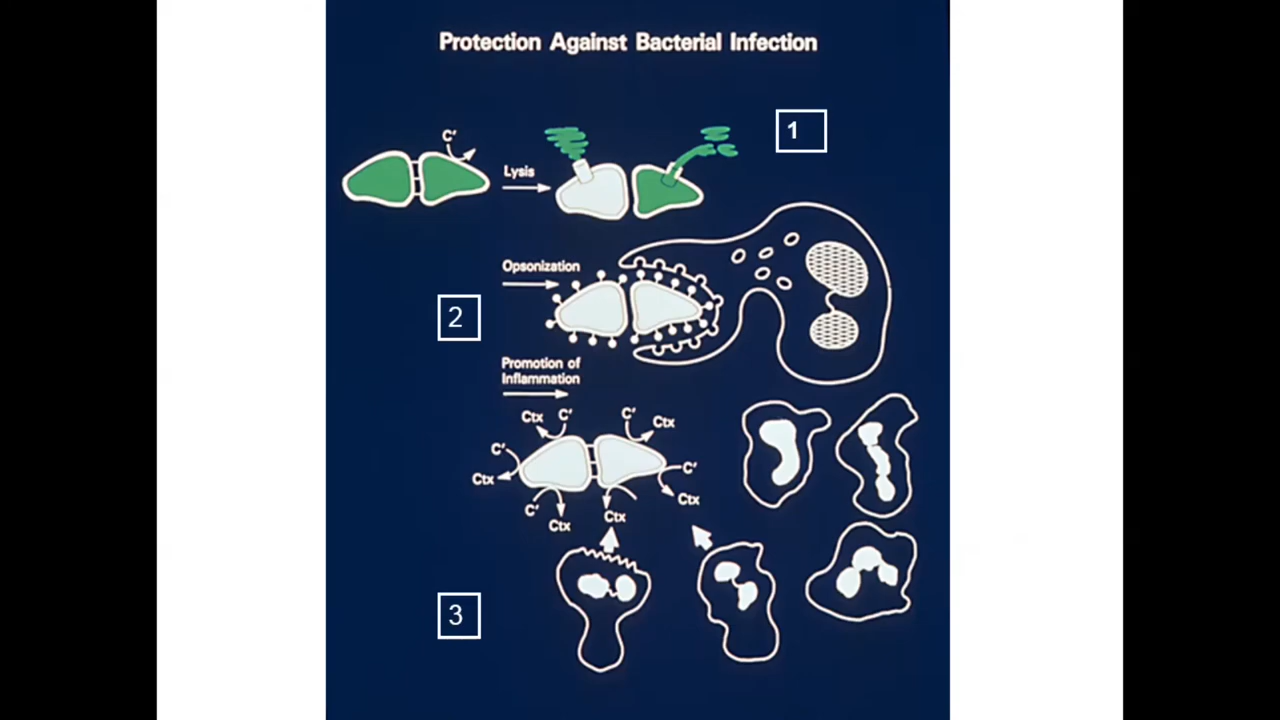 Protection Against Bacterial Infection
1
C'
Lysis
Opsonization
2
Promotion of
Inflammation
Ctx
C'
C'
Ctx
C'
Ctx
C'
Ctx
C'
Ctx
Ctx
Ctx
3